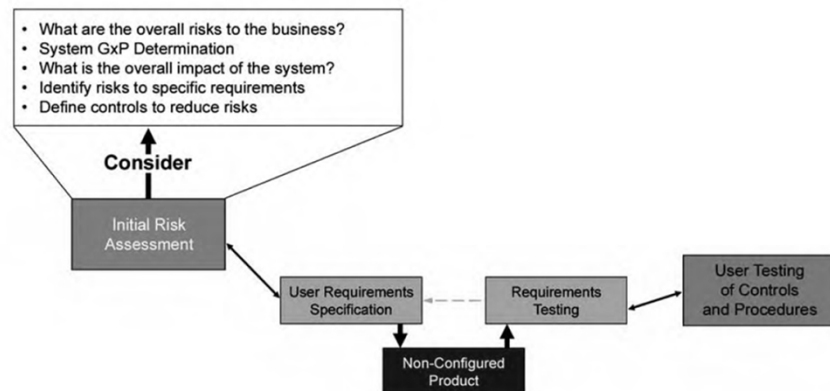 • What are the overall risks to the business?
• System GxP Determination
• What is the overall impact of the system?
• Identify risks to specific requirements
• Define controls to reduce risks
Consider
Initial Risk
Assessment
User Requirements
Specification
Requirements
Testing
User Testing
of Controls
and Procedures
Non-Configured
Product